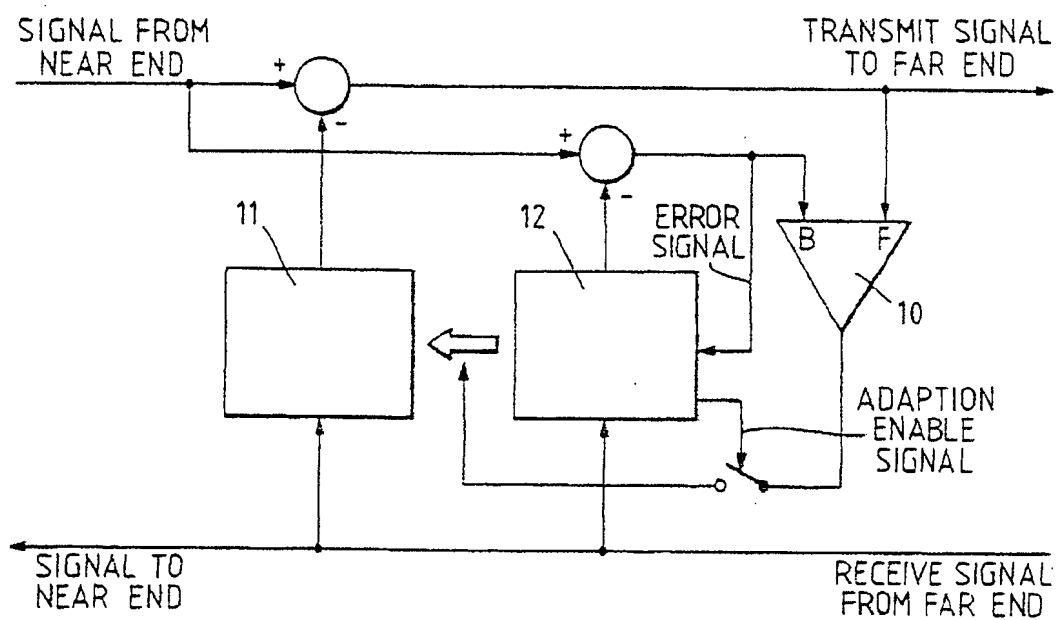 SIGNAL FROM
NEAR END
TRANSMIT SIGNAL
TO FAR END
+
-
+
-
11
12
ERROR
SIGNAL
B
F
10
ADAPTION
ENABLE
SIGNAL
SIGNAL TO
NEAR END
RECEIVE SIGNAL
FROM FAR END